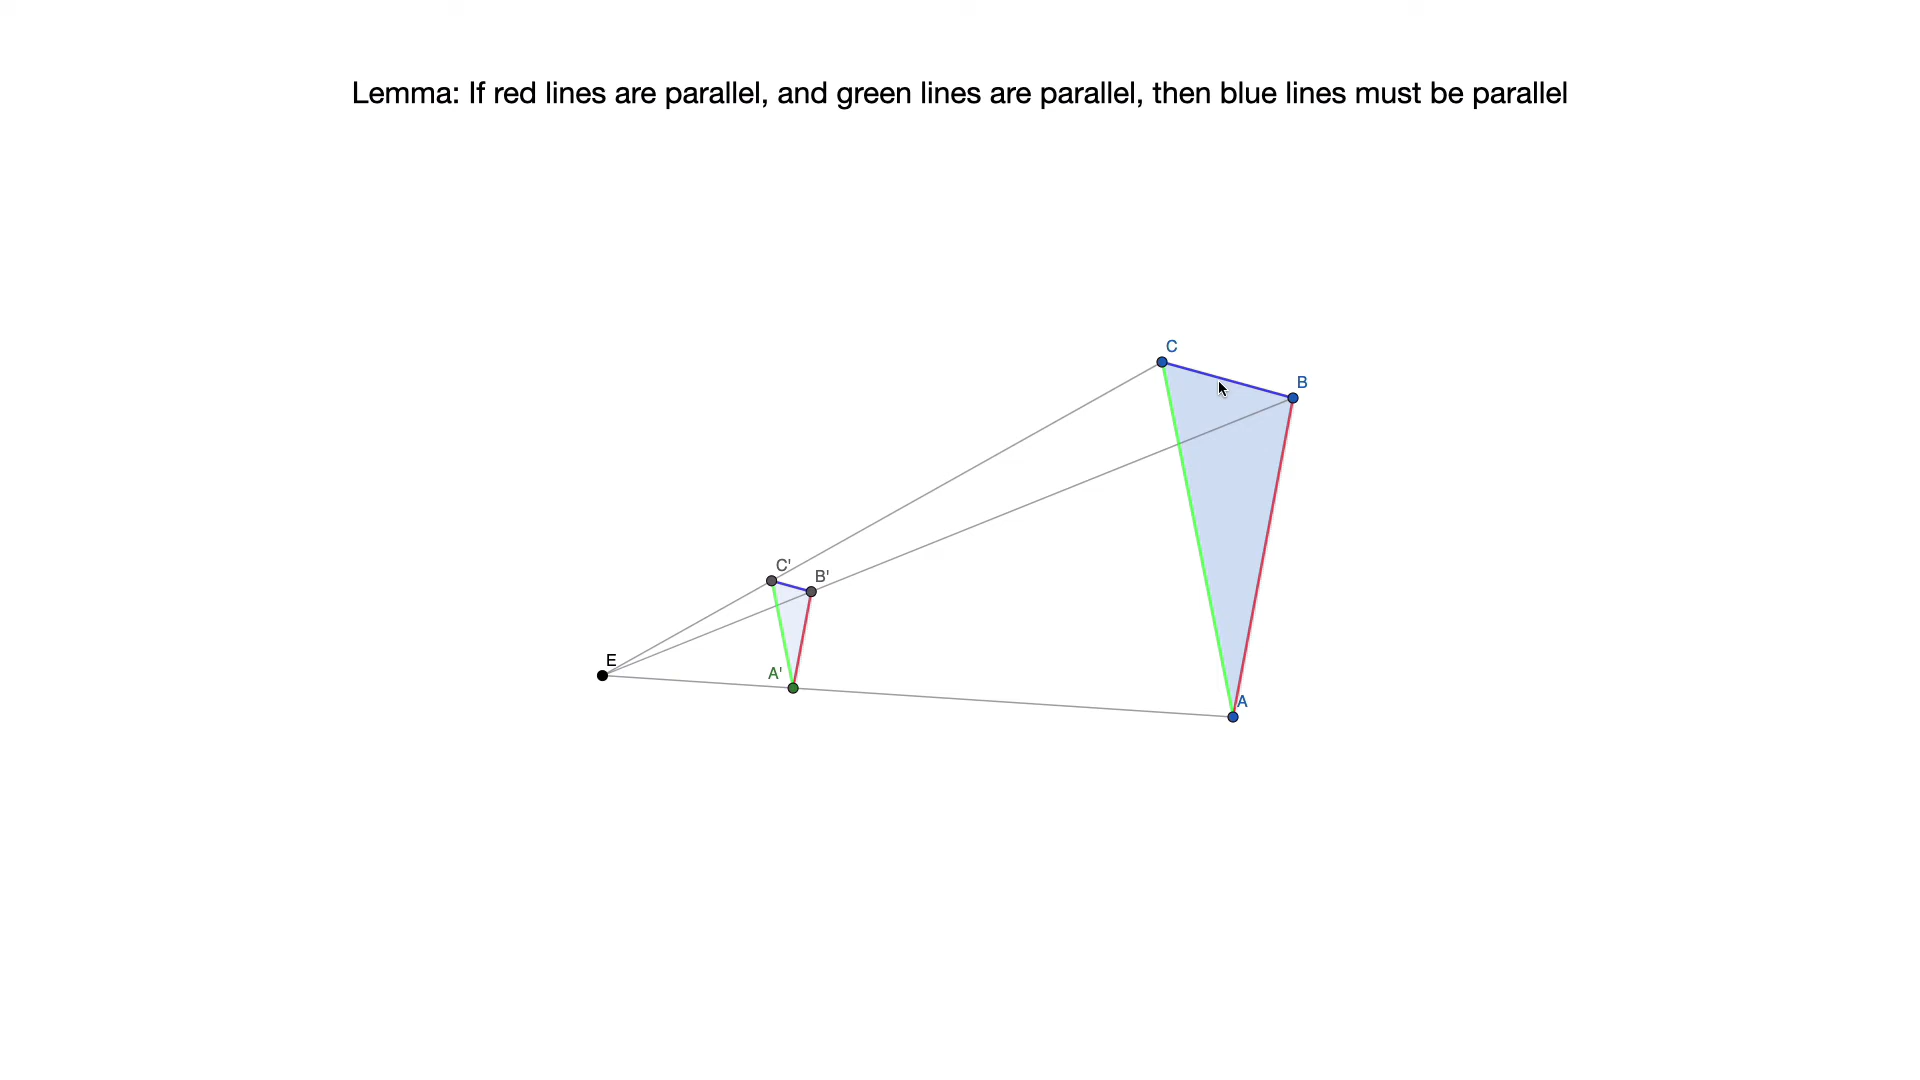 Lemma: If red lines are parallel, and green lines are parallel, then blue lines must be parallel
C
B
C'
B'
E
A'
A